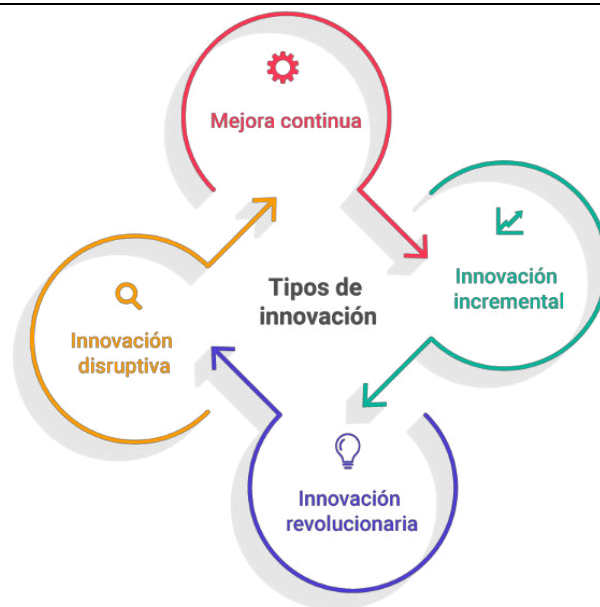 Mejora continua
Innovación
incremental
Tipos de
innovación
Innovación
disruptiva
Innovación
revolucionaria